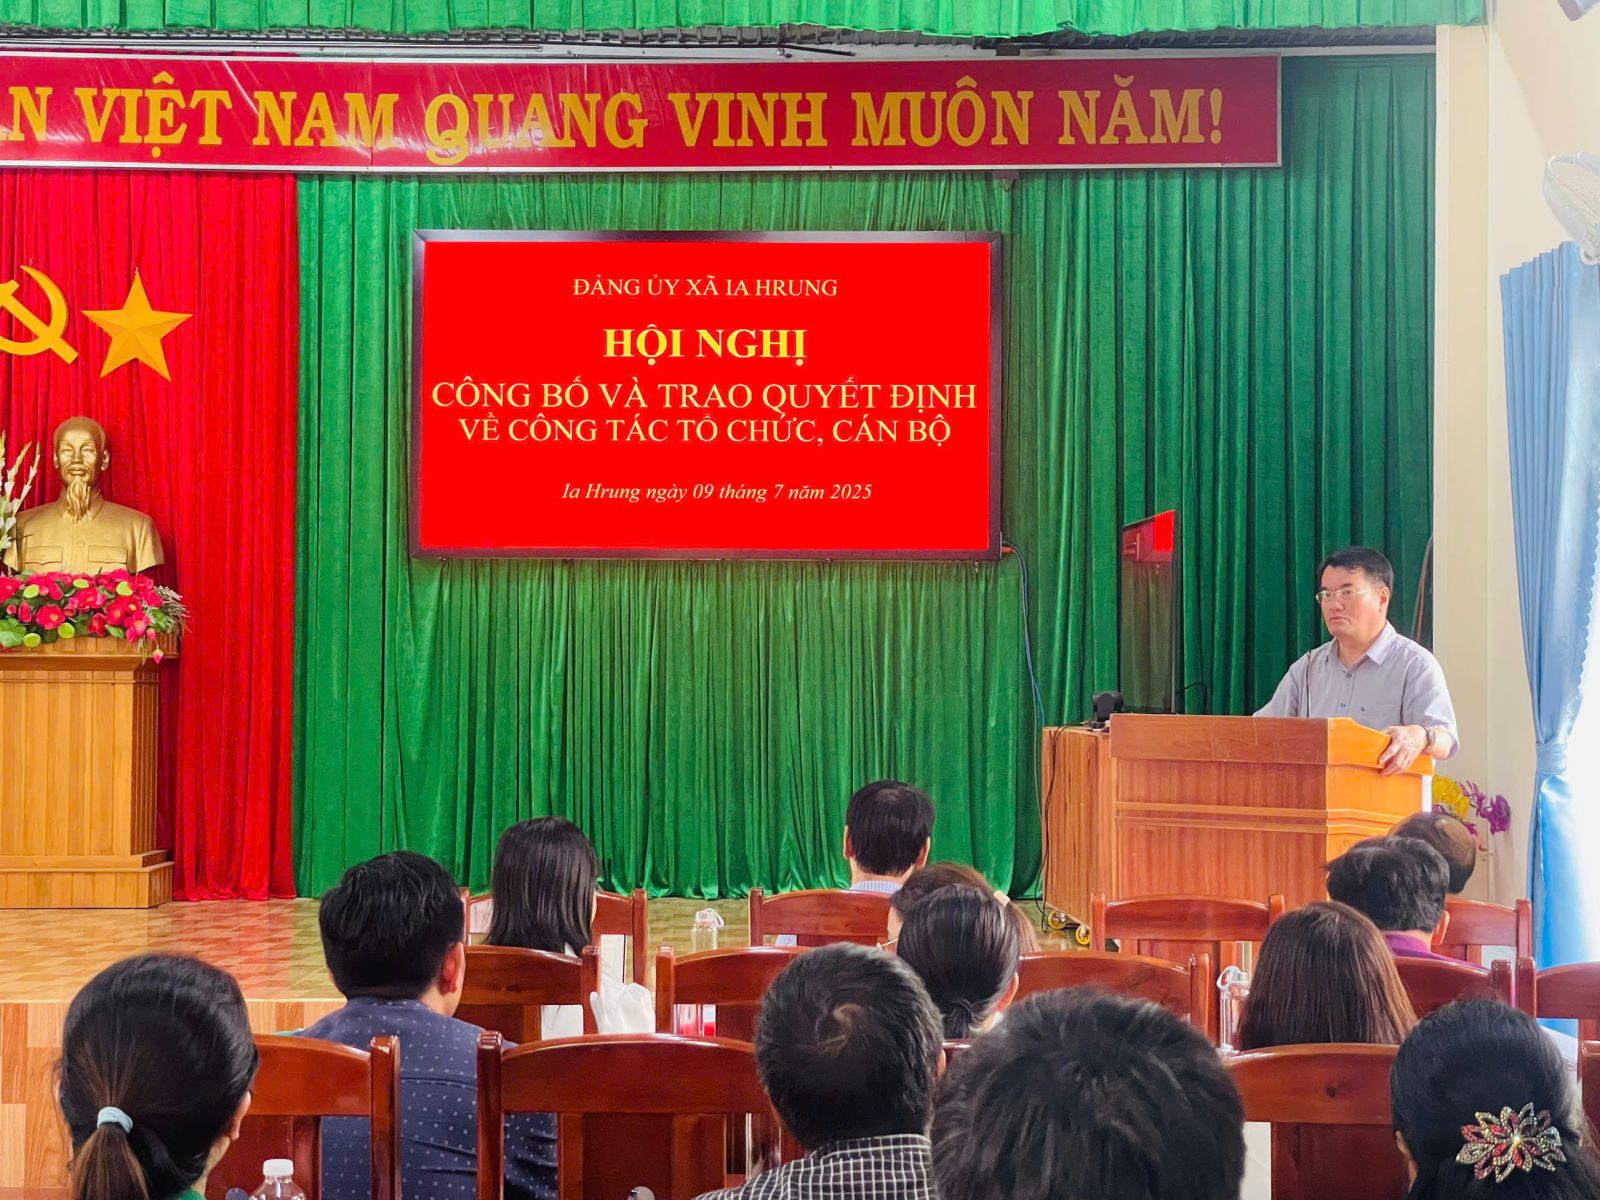 VIỆT NAM QUANG VINH MUÔN NĂM!
ĐẢNG ỦY XÃ IA HRUNG
HỘI NGHỊ
CÔNG BỐ VÀ TRAO QUYẾT ĐỊNH
VỀ CÔNG TÁC TỔ CHỨC, CÁN BỘ
Ia Hrung ngày 09 tháng 7 năm 2025